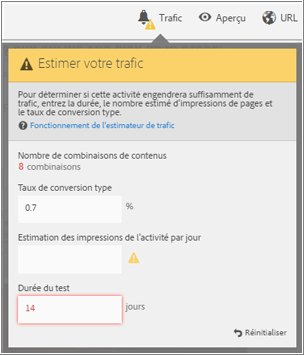 Trafic Aperçu URL
Estimer votre trafic
Pour déterminer si cette activité engendrera suffisamment de
trafic, entrez la durée, le nombre estimé d'impressions de pages et
le taux de conversion type.
Fonctionnement de l'estimateur de trafic
Nombre de combinaisons de contenus
8 combinaisons
Taux de conversion type
0.7 %
Estimation des impressions de l'activité par jour
Durée du test
14 jours
Réinitialiser